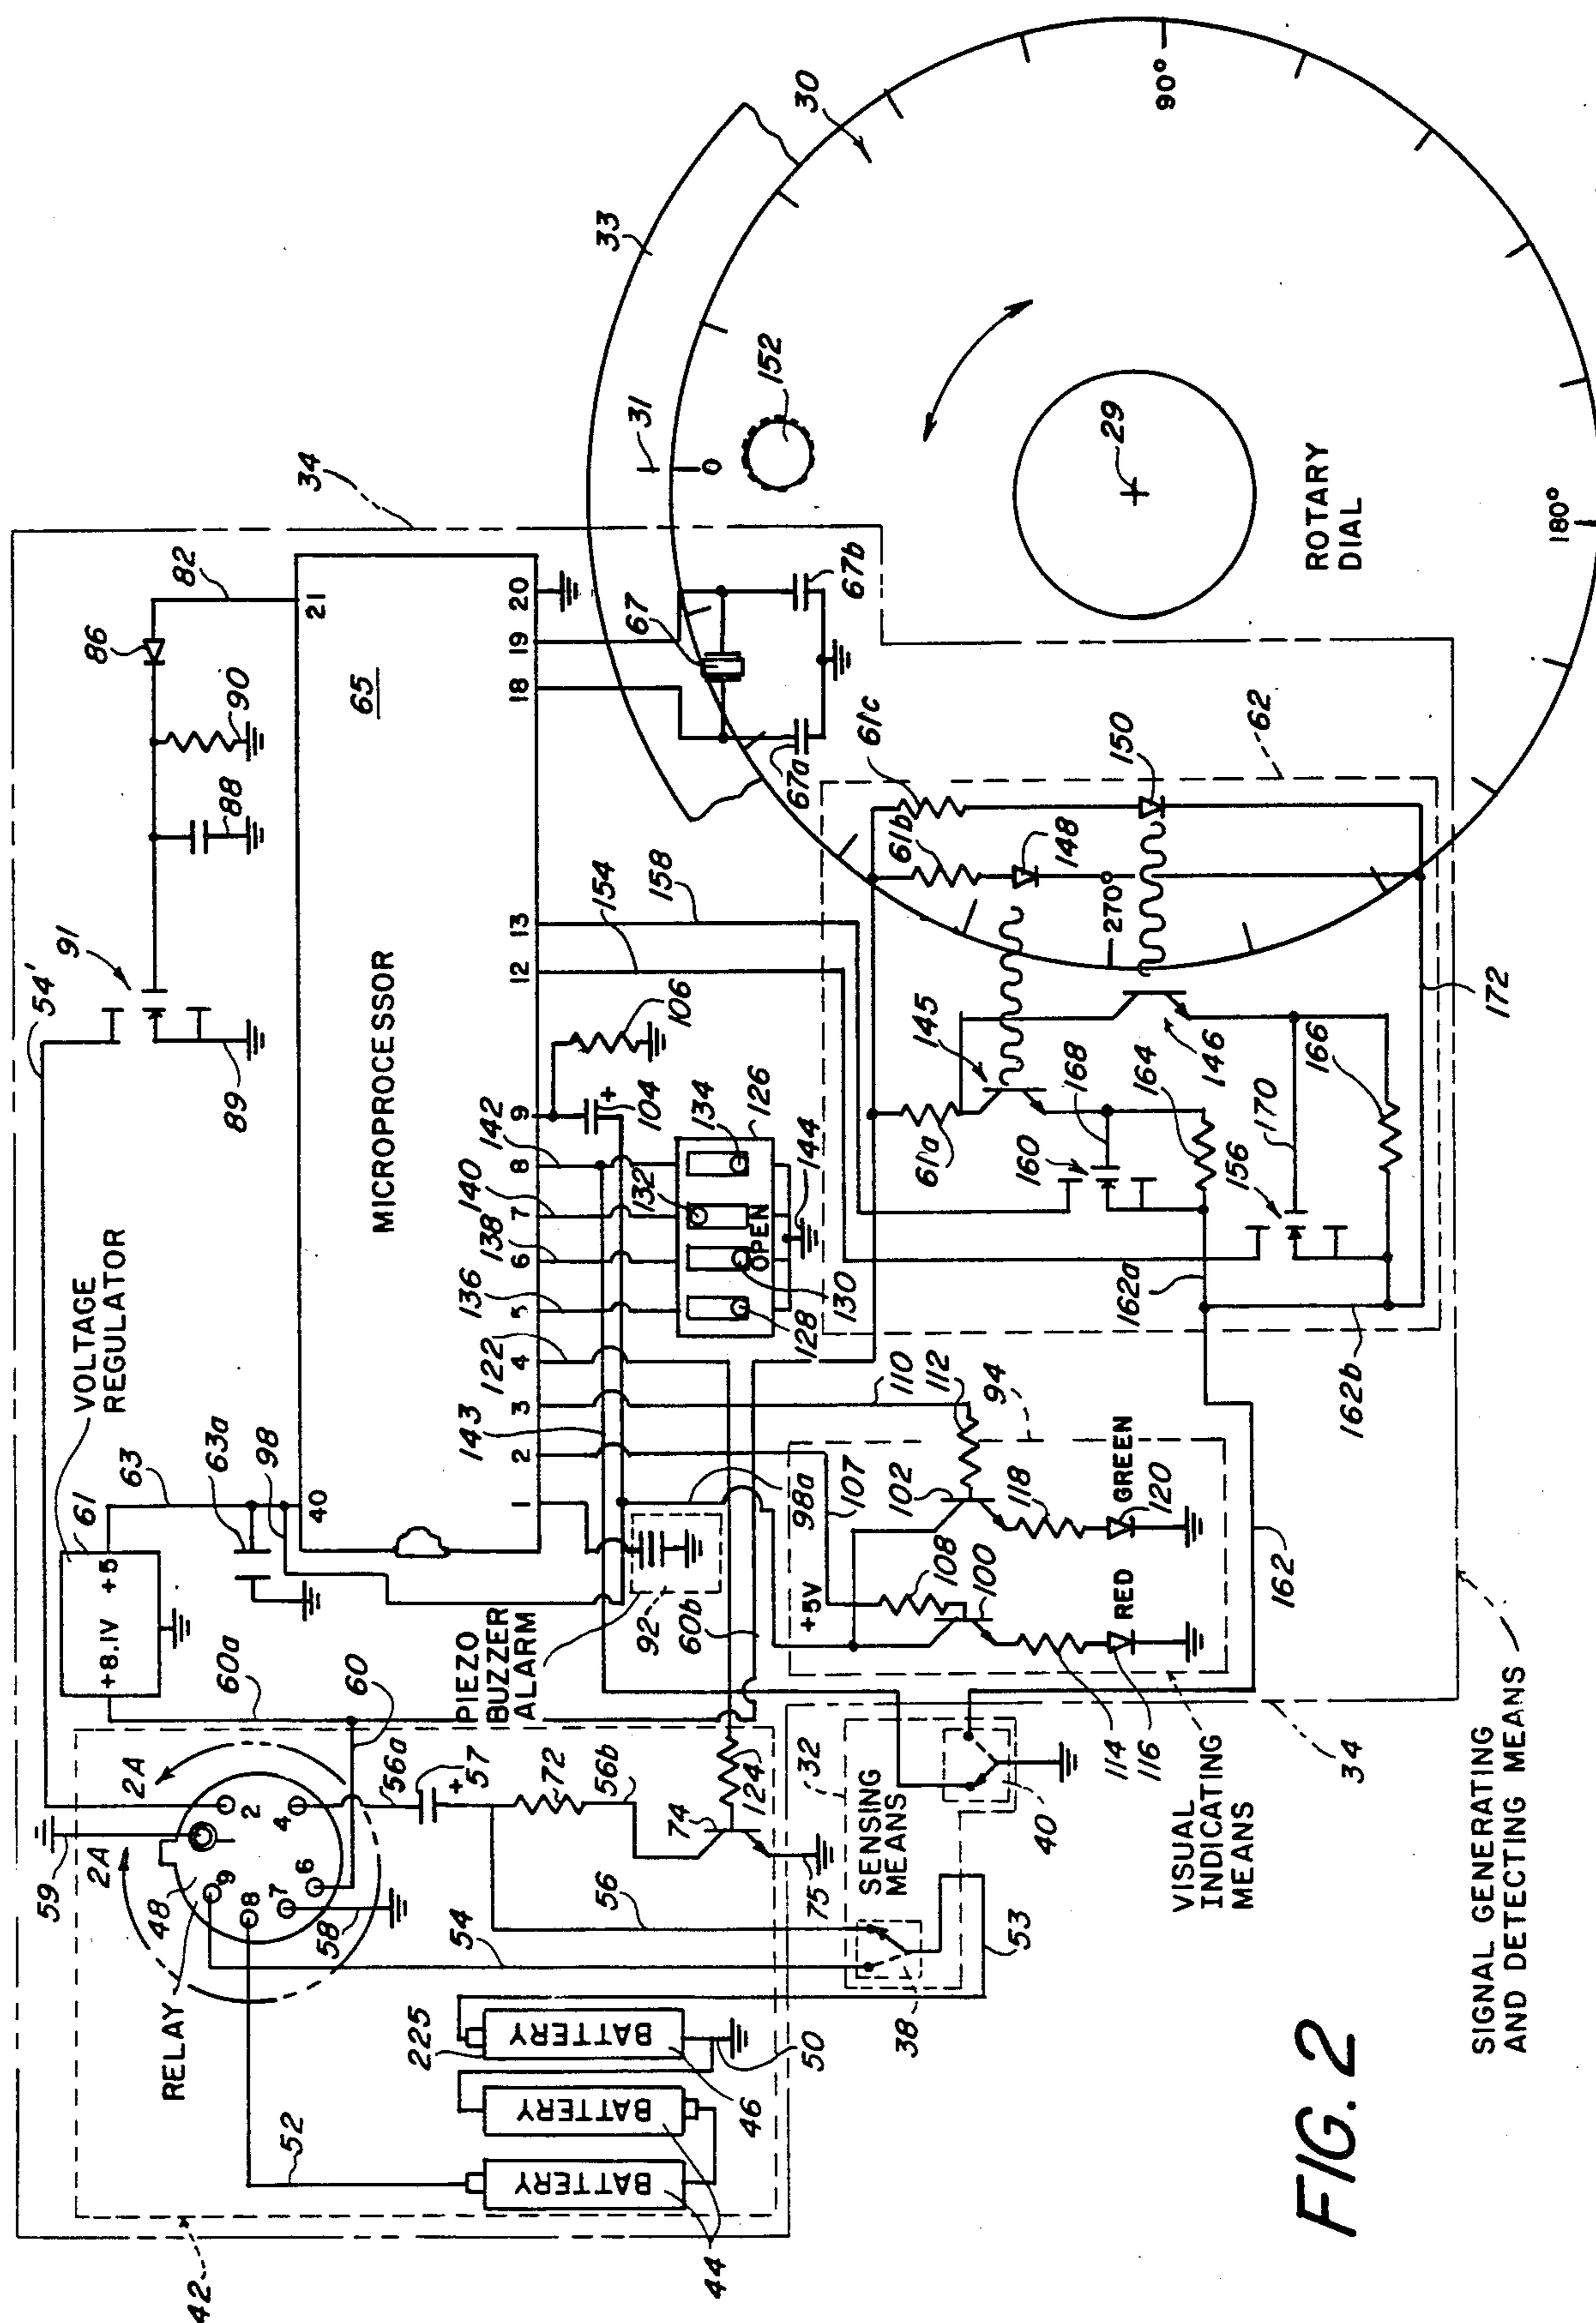 34
54'
91
82
86
90
88
89
VOLTAGE
REGULATOR
61
+8.1V +5
63
63a
98
60a
60
40
21
MICROPROCESSOR
65
1 2 3 4 5 6 7 8 9 12 13 18 19 20
143
122
136
138
140
142
154
158
106
104
126
134
132
130
128
OPEN
144
67
67a
67b
33
31
30
0
152
29
90°
180°
270°
ROTARY
DIAL
RELAY
48
59
2A
2A
2
4
6
7
8
9
58
56a
57
72
56b
74
124
75
56
54
53
52
225
BATTERY
BATTERY
BATTERY
50
46
44
42
PIEZO
BUZZER
ALARM
92
60b
98a
107
+5V
108
100
102
110
112
94
118
GREEN
120
RED
114
116
VISUAL
INDICATING
MEANS
SENSING
MEANS
32
38
40
34
162
162a
162b
61a
61b
61c
62
145
146
148
150
160
168
164
170
156
166
172
SIGNAL GENERATING
AND DETECTING MEANS
FIG. 2